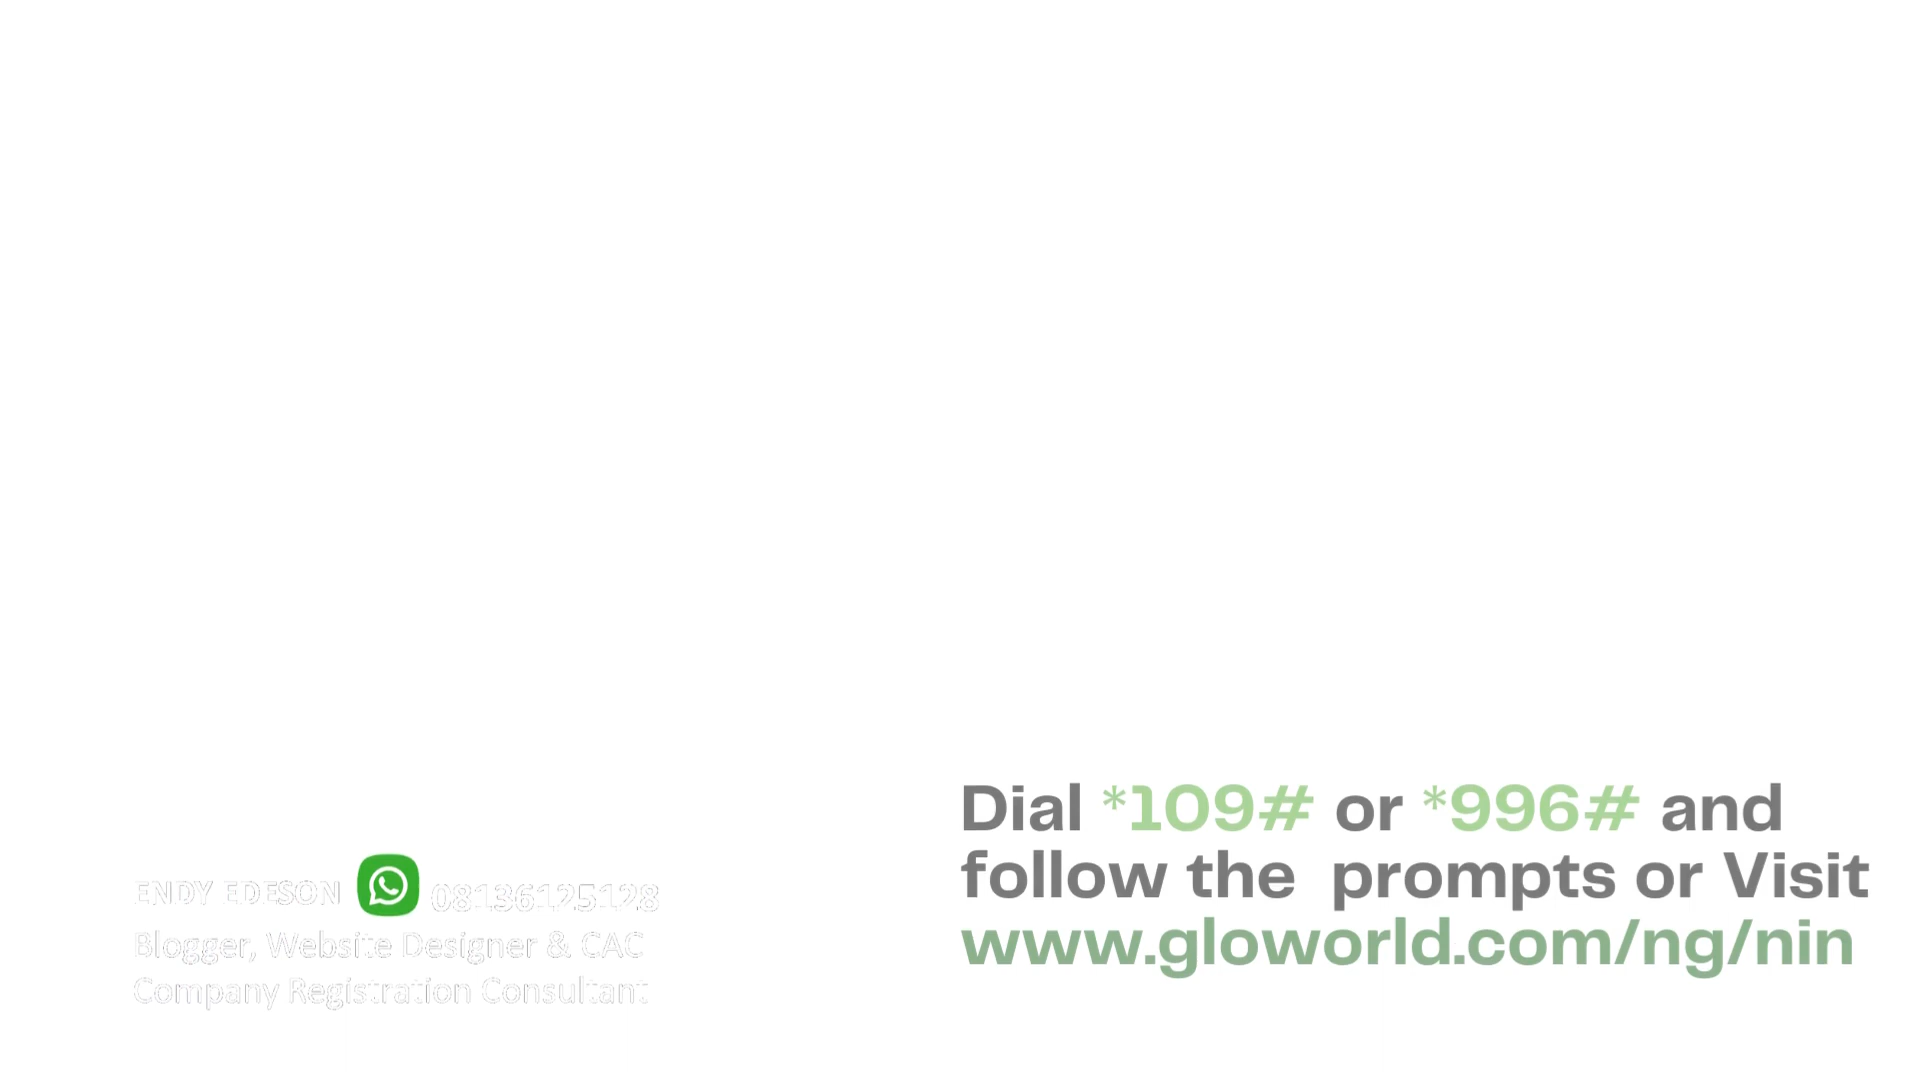 Dial *109# or *996# and
follow the prompts or Visit
www.gloworld.com/ng/nin
ENDY EDESON 08136125128
Blogger, Website Designer & CAC
Company Registration Consultant